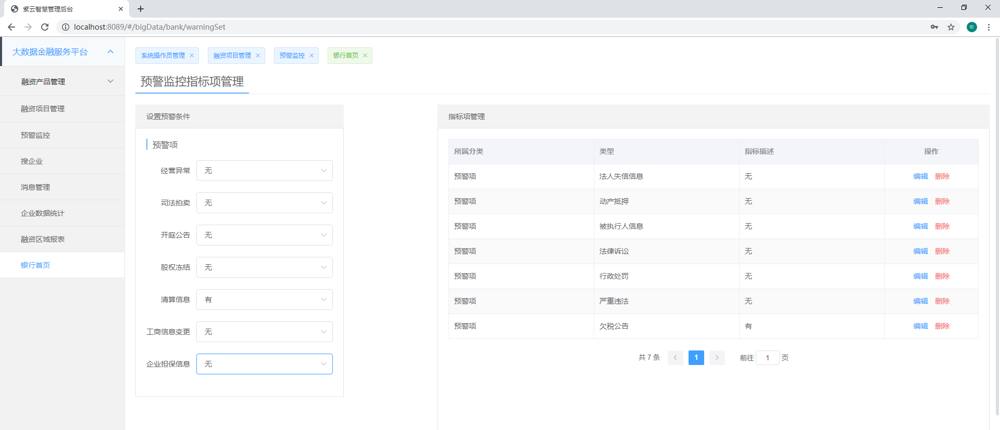 紫云智慧管理后台
localhost:8089/#/bigData/bank/warningSet
大数据金融服务平台
融资产品管理
融资项目管理
预警监控
搜企业
消息管理
企业数据统计
融资区域报表
银行首页
系统操作员管理 融资项目管理 预警监控 银行首页
预警监控指标项管理
设置预警条件
预警项
经营异常 无
司法拍卖 无
开庭公告 无
股权冻结 无
清算信息 有
工商信息变更 无
企业担保信息 无
指标项管理
所属分类 类型 指标描述 操作
预警项 法人失信信息 无 编辑 删除
预警项 动产抵押 无 编辑 删除
预警项 被执行人信息 无 编辑 删除
预警项 法律诉讼 无 编辑 删除
预警项 行政处罚 无 编辑 删除
预警项 严重违法 无 编辑 删除
预警项 欠税公告 有 编辑 删除
共 7 条 1 前往 1 页